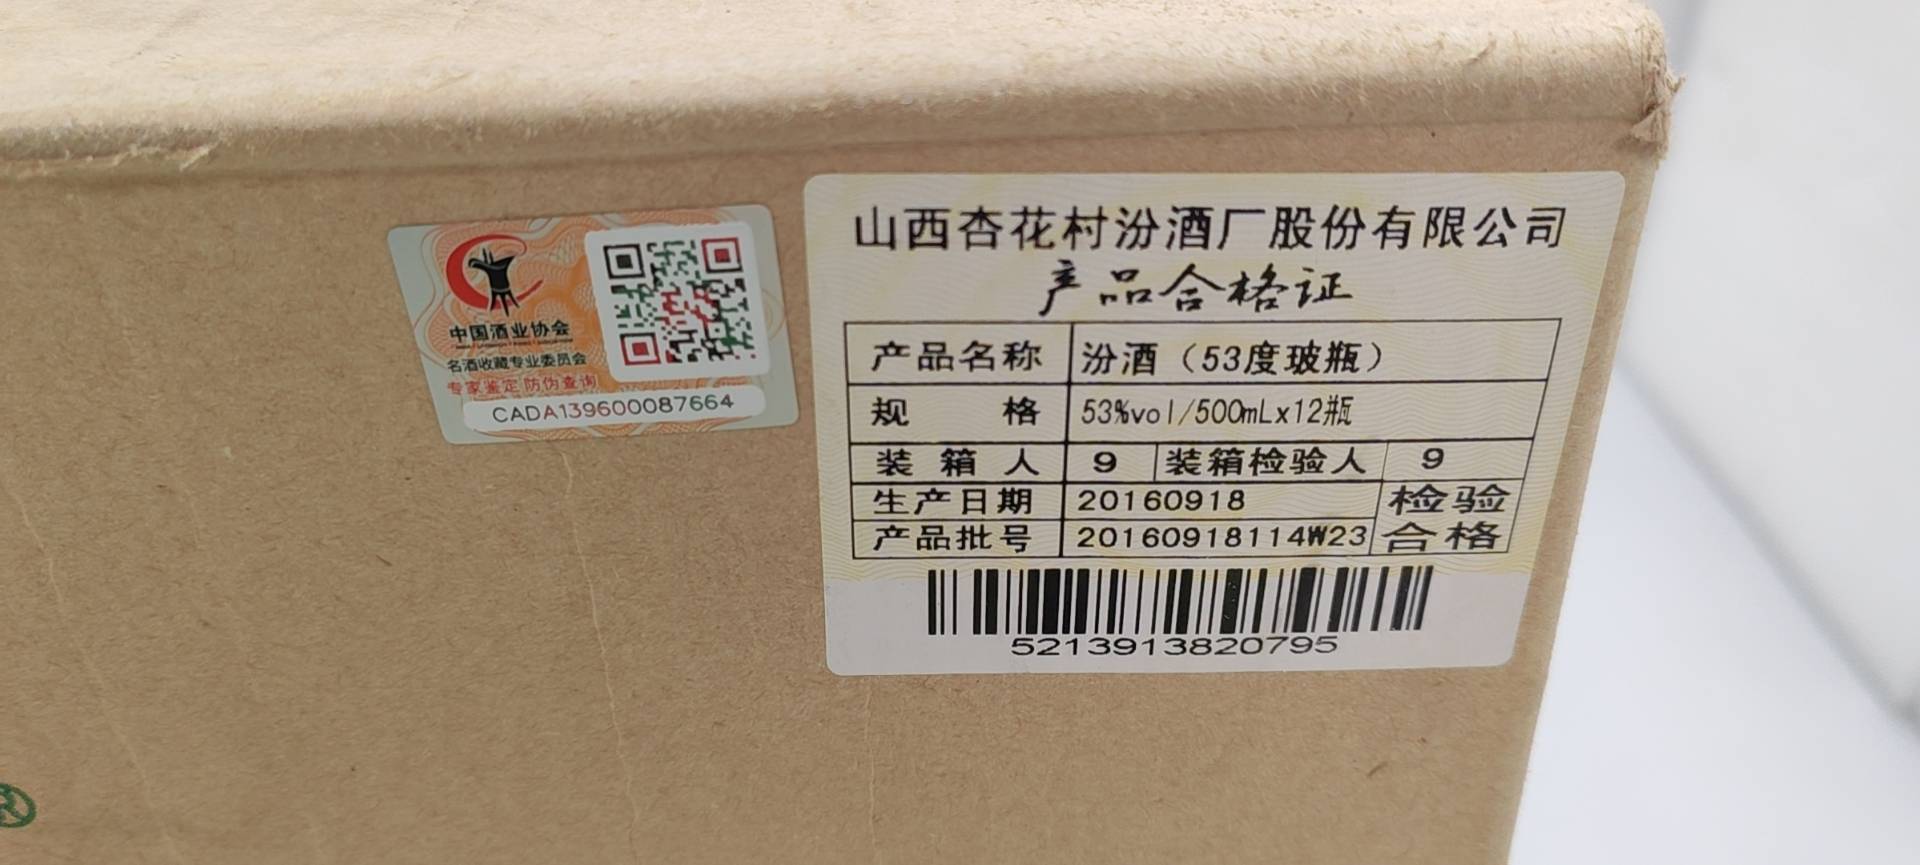 中国酒业协会
名酒收藏专业委员会
专家鉴定 防伪查询
CADA139600087664
山西杏花村汾酒厂股份有限公司
产品合格证
产品名称 汾酒（53度玻瓶）
规格 53%vol/500mLx12瓶
装箱人 9 装箱检验人 9
生产日期 20160918 检验
产品批号 20160918114W23 合格
5213913820795